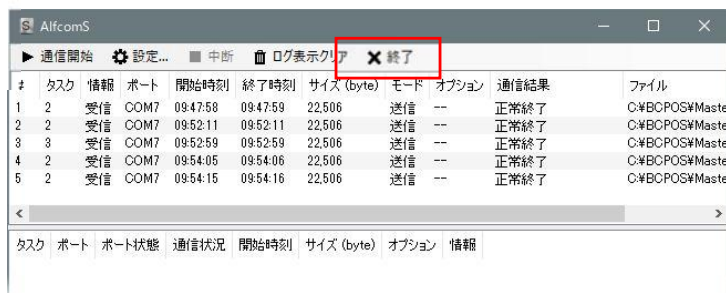 AlfcomS
通信開始 設定... 中断 ログ表示クリア 終了
# タスク 情報 ポート 開始時刻 終了時刻 サイズ (byte) モード オプション 通信結果 ファイル
1 2 受信 COM7 09:47:58 09:47:59 22,506 送信 -- 正常終了 C:¥BCPOS¥Maste
2 2 受信 COM7 09:52:11 09:52:11 22,506 送信 -- 正常終了 C:¥BCPOS¥Maste
3 3 受信 COM7 09:52:59 09:52:59 22,506 送信 -- 正常終了 C:¥BCPOS¥Maste
4 2 受信 COM7 09:54:05 09:54:06 22,506 送信 -- 正常終了 C:¥BCPOS¥Maste
5 2 受信 COM7 09:54:15 09:54:16 22,506 送信 -- 正常終了 C:¥BCPOS¥Maste
タスク ポート ポート状態 通信状況 開始時刻 サイズ (byte) オプション 情報